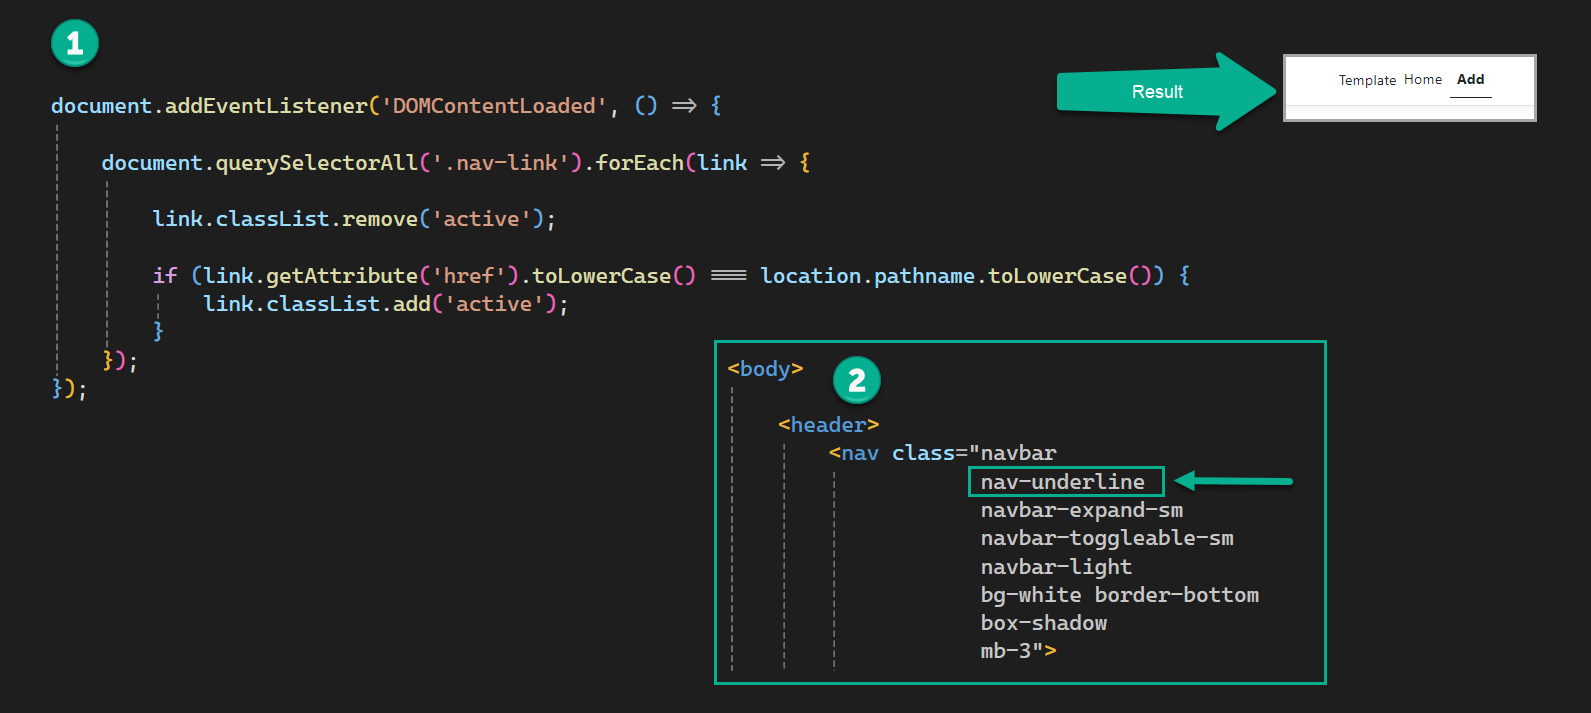 1
document.addEventListener('DOMContentLoaded', () => {
document.querySelectorAll('.nav-link').forEach(link => {
link.classList.remove('active');
if (link.getAttribute('href').toLowerCase() === location.pathname.toLowerCase()) {
link.classList.add('active');
}
});
});
Result
Template Home Add
2
<body>
<header>
<nav class="navbar
nav-underline
navbar-expand-sm
navbar-toggleable-sm
navbar-light
bg-white border-bottom
box-shadow
mb-3">